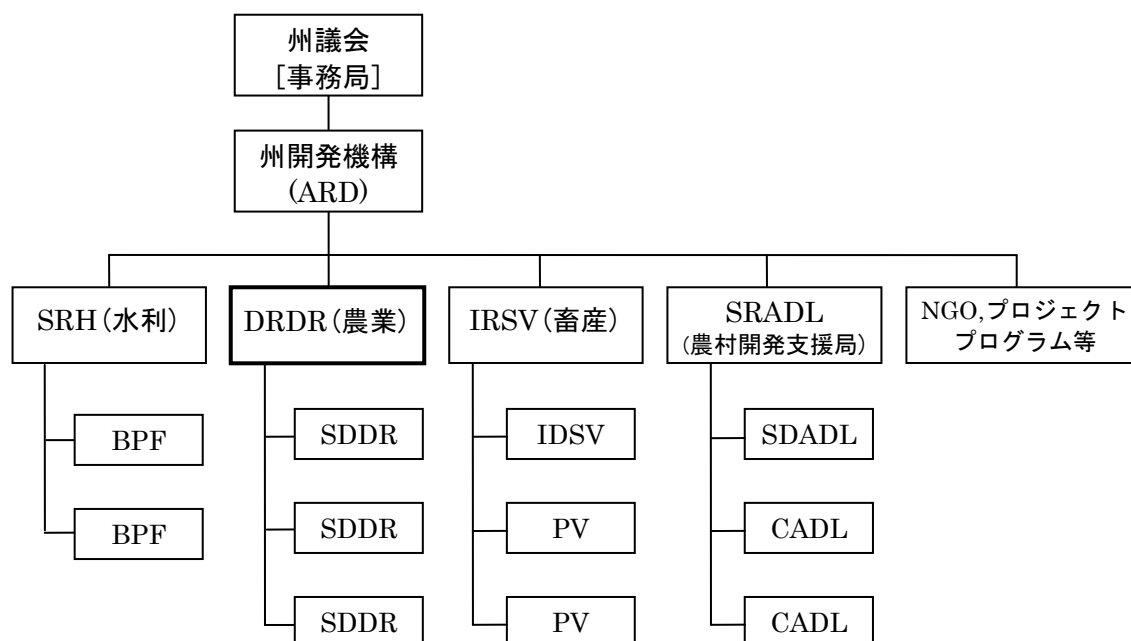 州議会
[事務局]
州開発機構
(ARD)
SRH(水利)
DRDR(農業)
IRSV(畜産)
SRADL
(農村開発支援局)
NGO,プロジェクト
プログラム等
BPF
SDDR
IDSV
SDADL
BPF
SDDR
PV
CADL
SDDR
PV
CADL